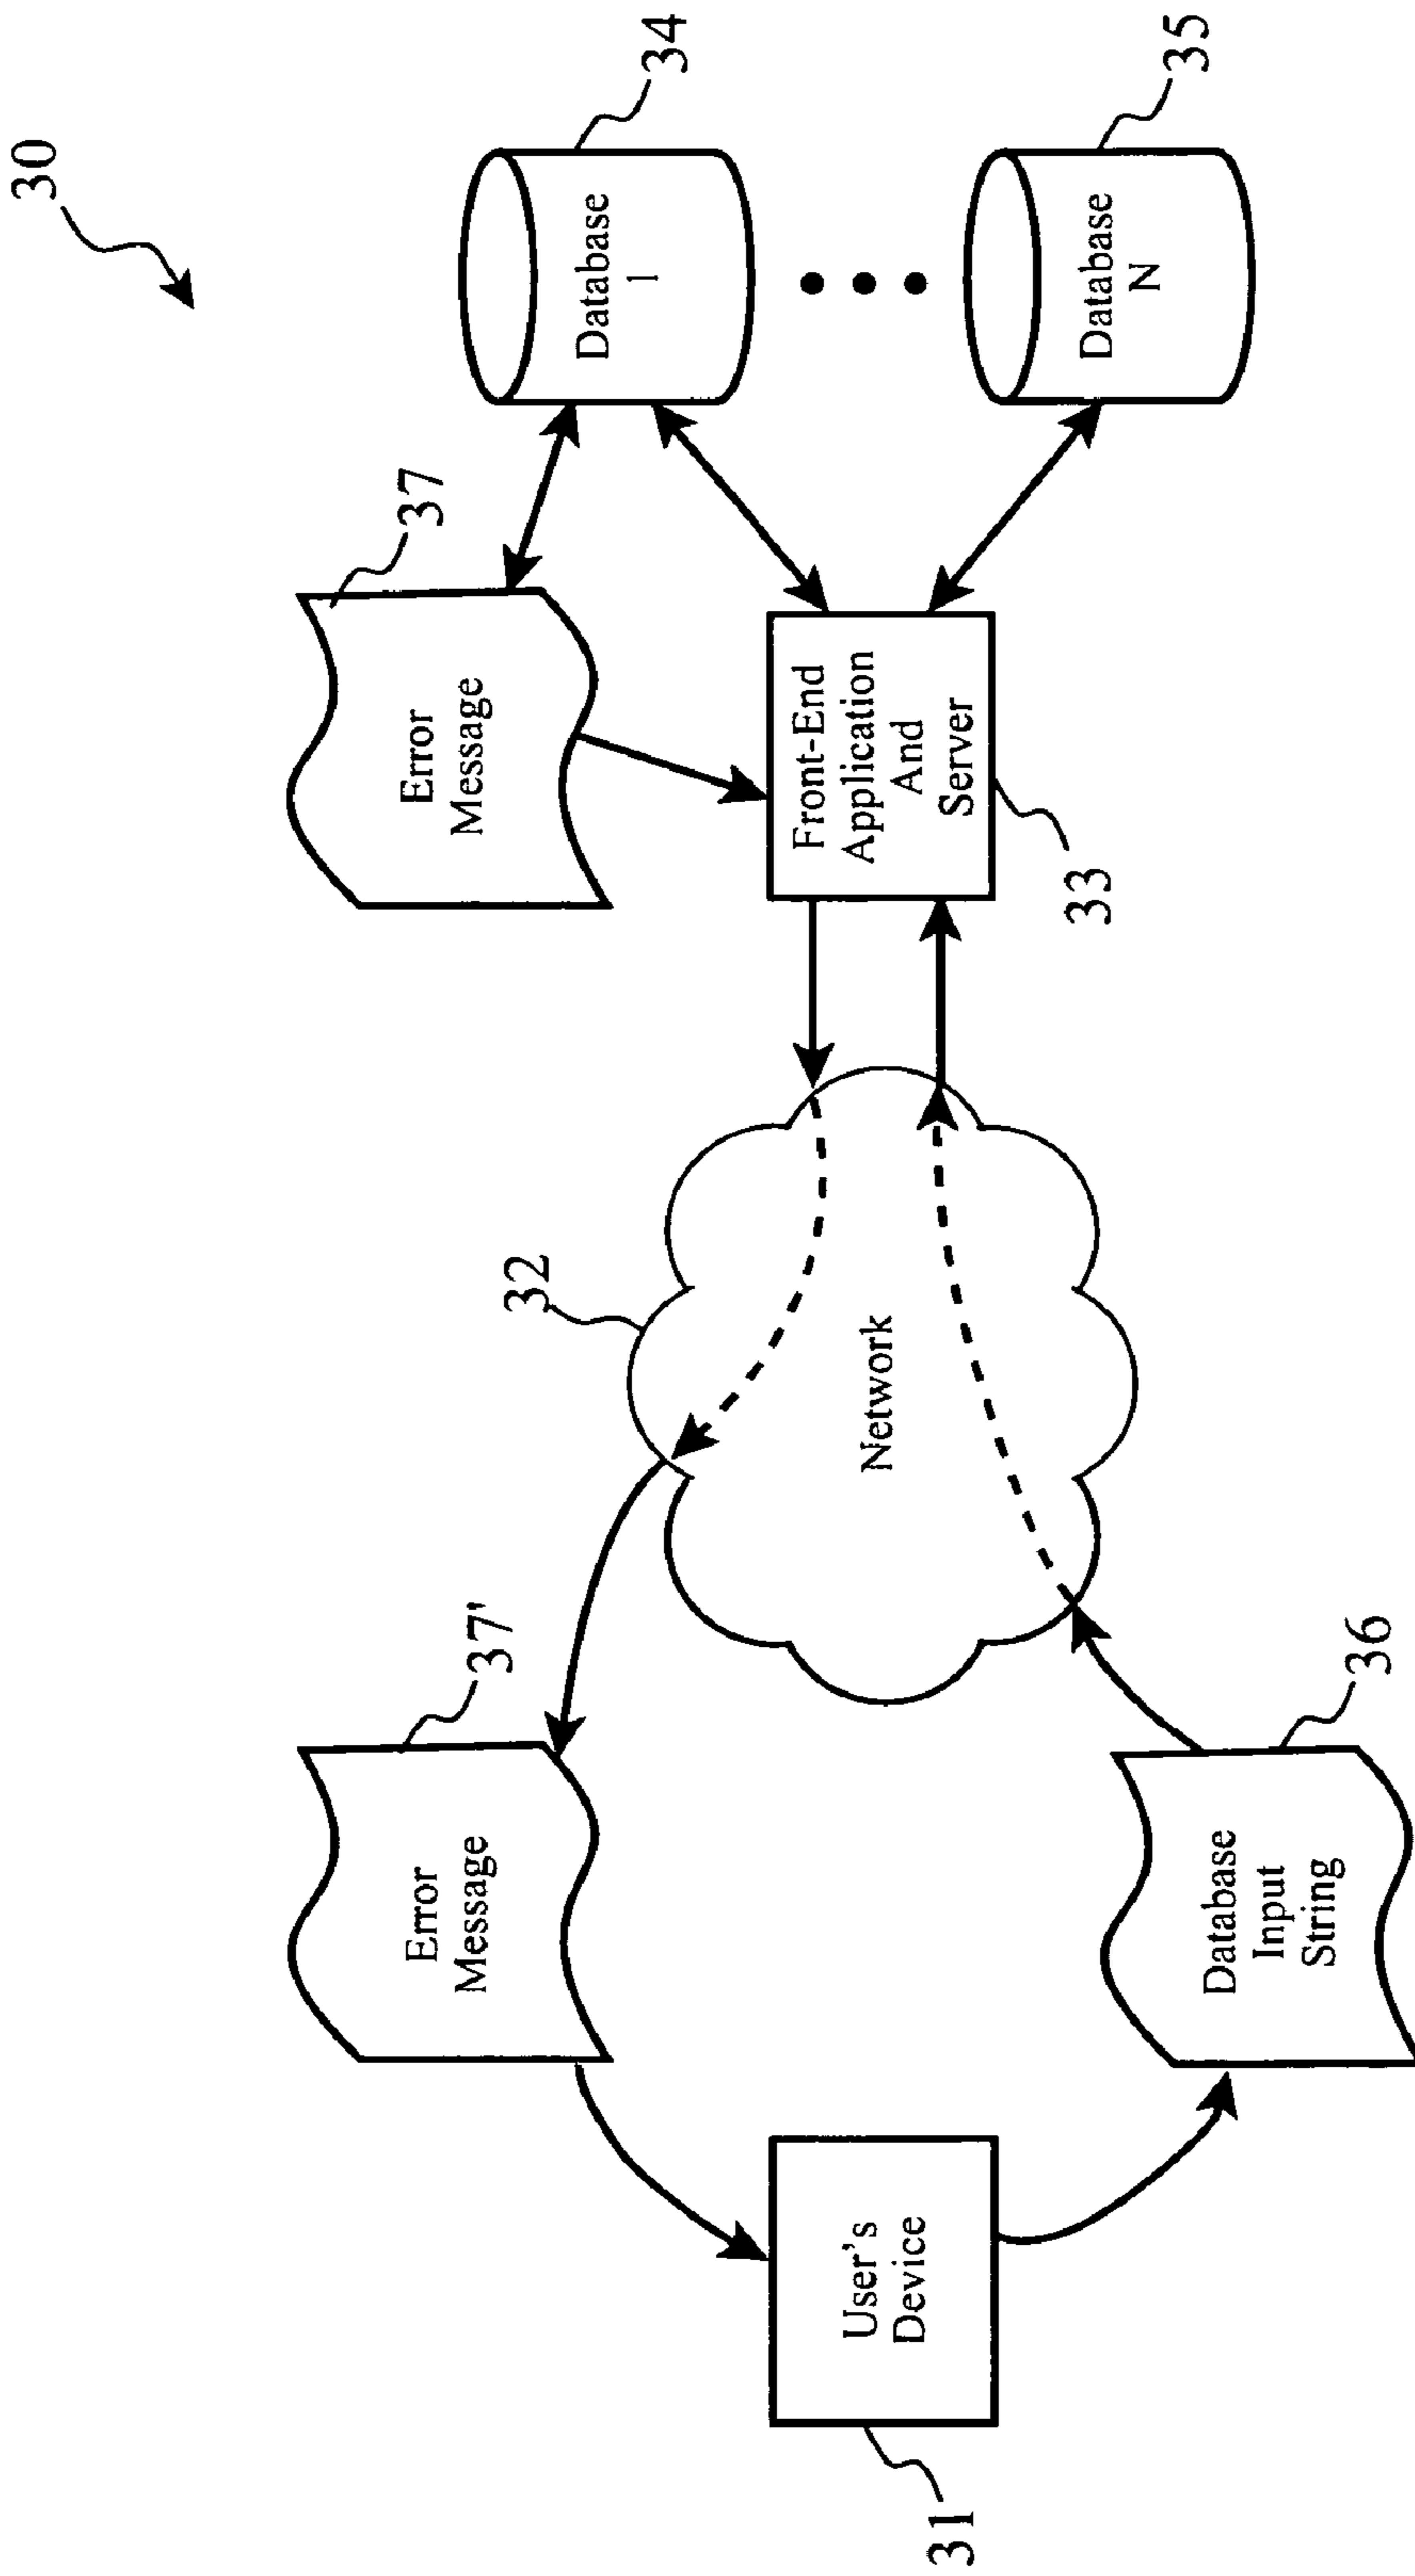 30
34
Database
1
35
Database
N
37
Error
Message
Front-End
Application
And
Server
33
32
Network
37'
Error
Message
36
Database
Input
String
User's
Device
31